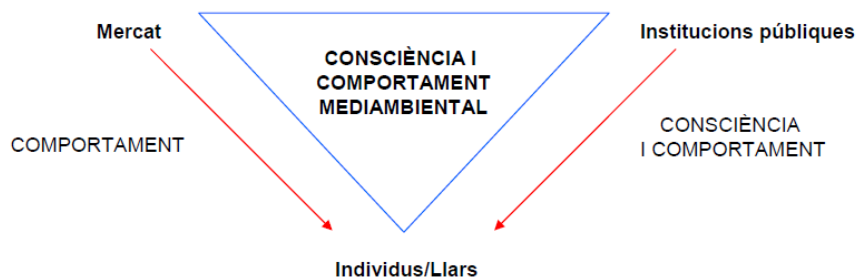 Mercat
Institucions públiques
CONSCIÈNCIA I
COMPORTAMENT
MEDIAMBIENTAL
COMPORTAMENT
CONSCIÈNCIA
I COMPORTAMENT
Individus/Llars